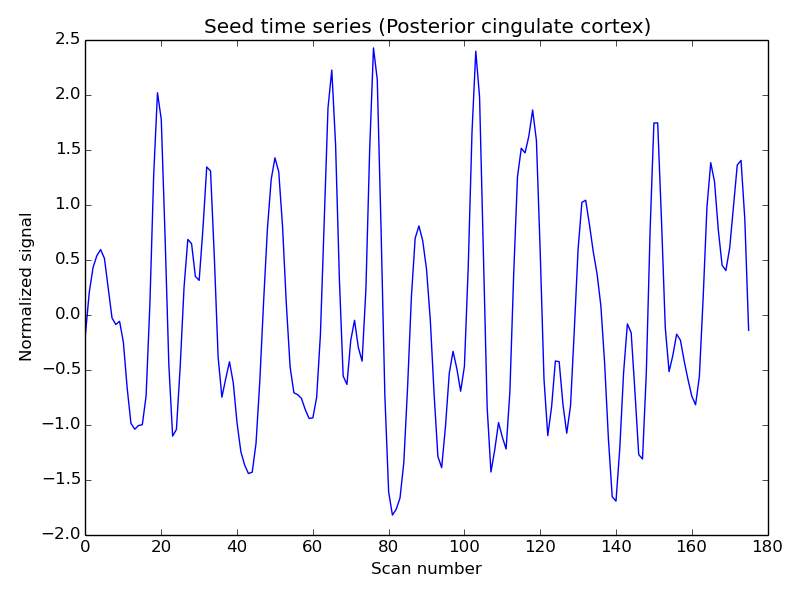 Seed time series (Posterior cingulate cortex)
2.5
2.0
1.5
1.0
0.5
0.0
−0.5
−1.0
−1.5
−2.0
Normalized signal
0 20 40 60 80 100 120 140 160 180
Scan number